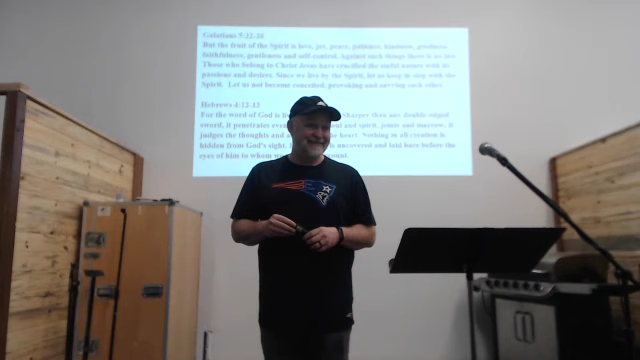 Galatians 5:22-26
But the fruit of the Spirit is love, joy, peace, patience, kindness, goodness,
faithfulness, gentleness and self-control. Against such things there is no law
Those who belong to Christ Jesus have crucified the sinful nature with its
passions and desires. Since we live by the Spirit, let us keep in step with the
Spirit. Let us not become conceited, provoking and envying each other.
Hebrews 4:12-13
For the word of God is Sharper than any double-edged
sword, it penetrates soul and spirit, joints and marrow, it
judges the thoughts and heart. Nothing in all creation is
hidden from God's sight. is uncovered and laid bare before the
eyes of him to whom